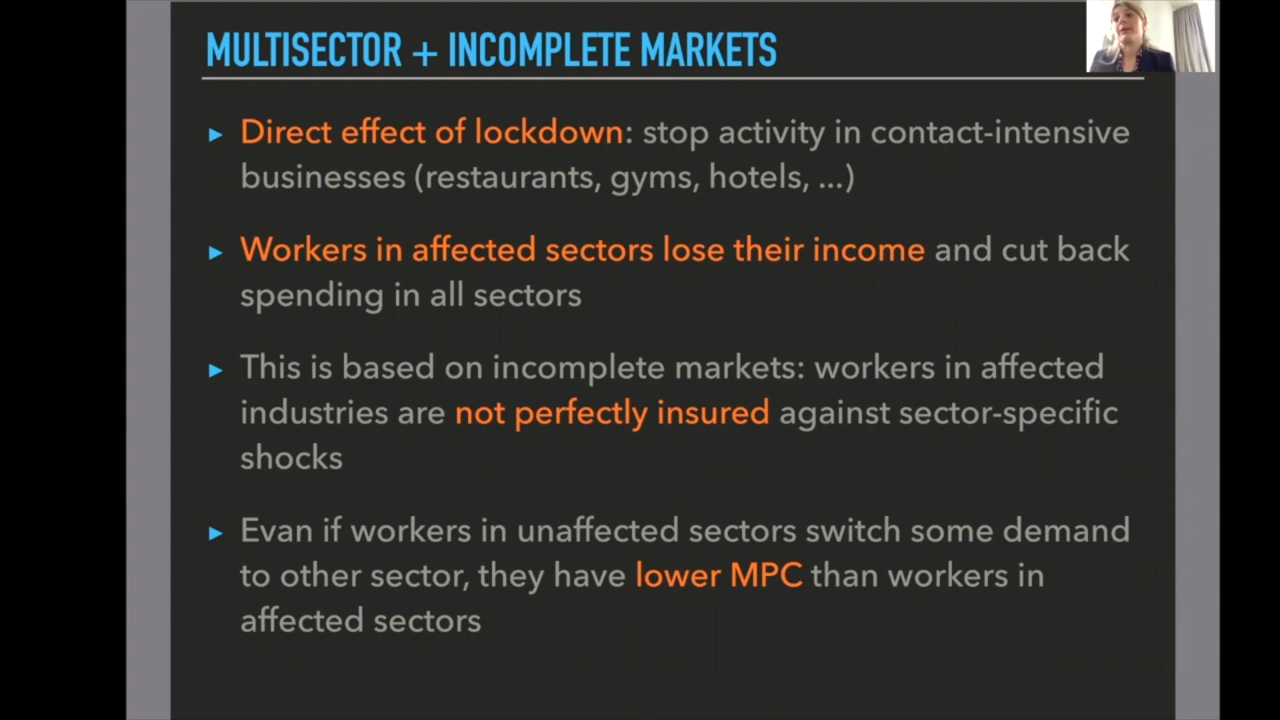 MULTISECTOR + INCOMPLETE MARKETS
▸ Direct effect of lockdown: stop activity in contact-intensive
businesses (restaurants, gyms, hotels, ...)
▸ Workers in affected sectors lose their income and cut back
spending in all sectors
▸ This is based on incomplete markets: workers in affected
industries are not perfectly insured against sector-specific
shocks
▸ Evan if workers in unaffected sectors switch some demand
to other sector, they have lower MPC than workers in
affected sectors